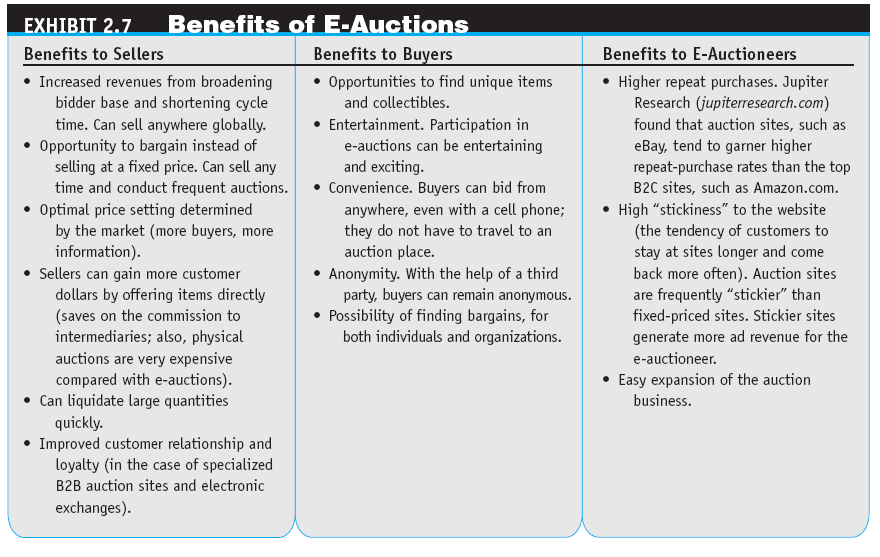 EXHIBIT 2.7 Benefits of E-Auctions
Benefits to Sellers
• Increased revenues from broadening
bidder base and shortening cycle
time. Can sell anywhere globally.
• Opportunity to bargain instead of
selling at a fixed price. Can sell any
time and conduct frequent auctions.
• Optimal price setting determined
by the market (more buyers, more
information).
• Sellers can gain more customer
dollars by offering items directly
(saves on the commission to
intermediaries; also, physical
auctions are very expensive
compared with e-auctions).
• Can liquidate large quantities
quickly.
• Improved customer relationship and
loyalty (in the case of specialized
B2B auction sites and electronic
exchanges).
Benefits to Buyers
• Opportunities to find unique items
and collectibles.
• Entertainment. Participation in
e-auctions can be entertaining
and exciting.
• Convenience. Buyers can bid from
anywhere, even with a cell phone;
they do not have to travel to an
auction place.
• Anonymity. With the help of a third
party, buyers can remain anonymous.
• Possibility of finding bargains, for
both individuals and organizations.
Benefits to E-Auctioneers
• Higher repeat purchases. Jupiter
Research (jupiterresearch.com)
found that auction sites, such as
eBay, tend to garner higher
repeat-purchase rates than the top
B2C sites, such as Amazon.com.
• High “stickiness” to the website
(the tendency of customers to
stay at sites longer and come
back more often). Auction sites
are frequently “stickier” than
fixed-priced sites. Stickier sites
generate more ad revenue for the
e-auctioneer.
• Easy expansion of the auction
business.